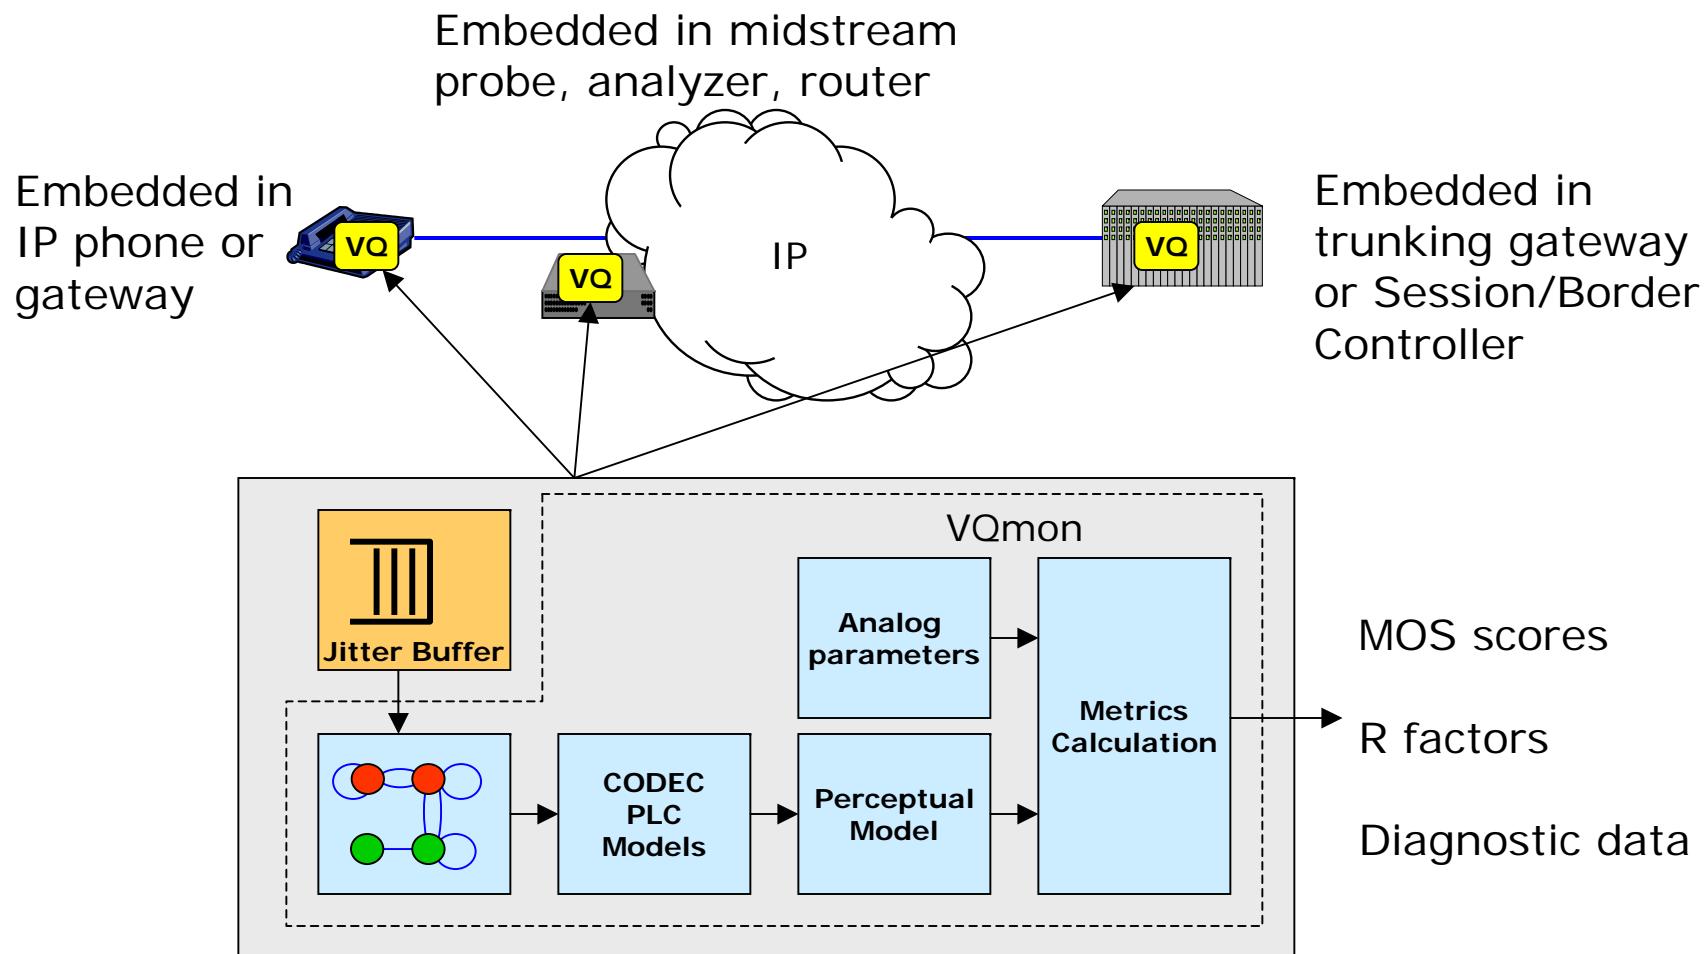 Embedded in midstream
probe, analyzer, router
Embedded in
IP phone or
gateway
VQ
VQ
IP
VQ
Embedded in
trunking gateway
or Session/Border
Controller
VQmon
Jitter Buffer
Analog
parameters
CODEC
PLC
Models
Perceptual
Model
Metrics
Calculation
MOS scores
R factors
Diagnostic data